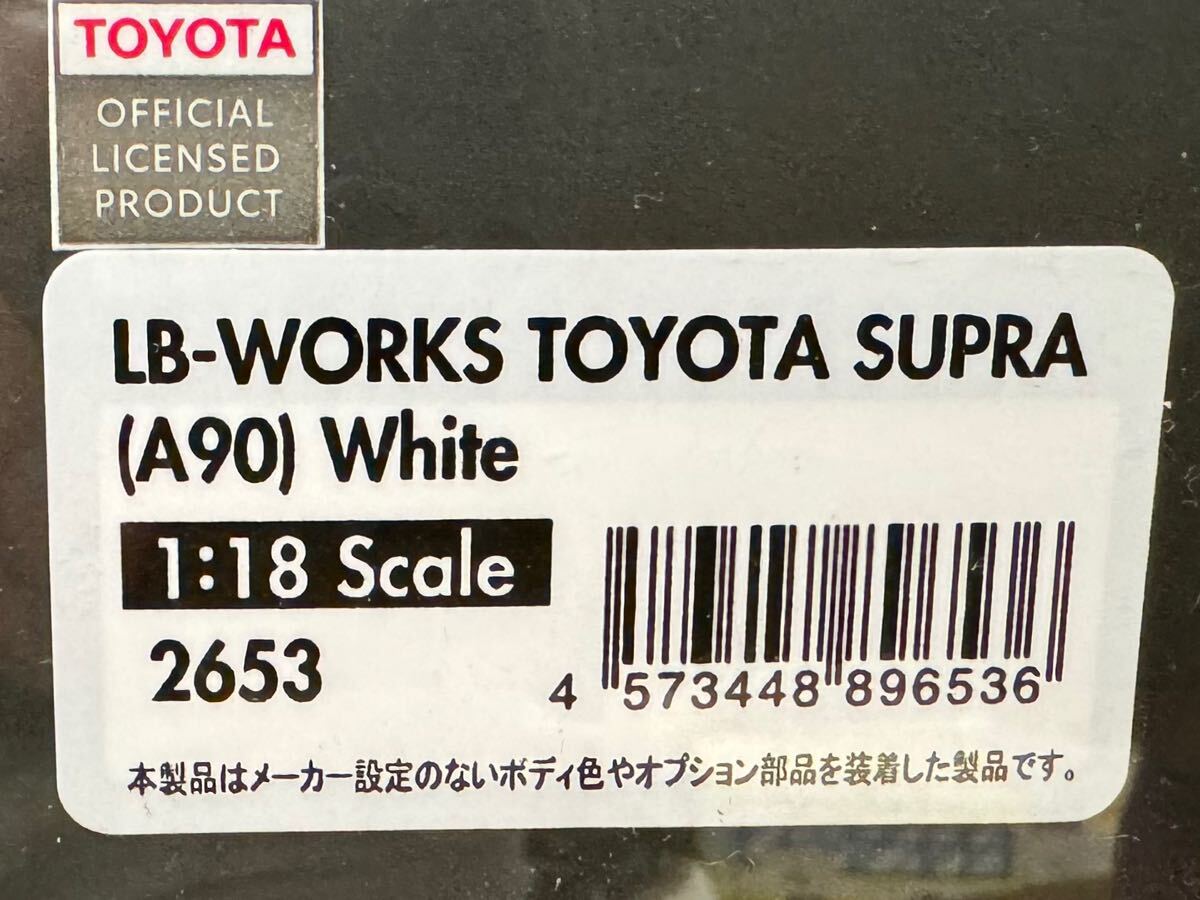 TOYOTA
OFFICIAL
LICENSED
PRODUCT
LB-WORKS TOYOTA SUPRA
(A90) White
1:18 Scale
2653
4 573448 896536
本製品はメーカー設定のないボディ色やオプション部品を装着した製品です。